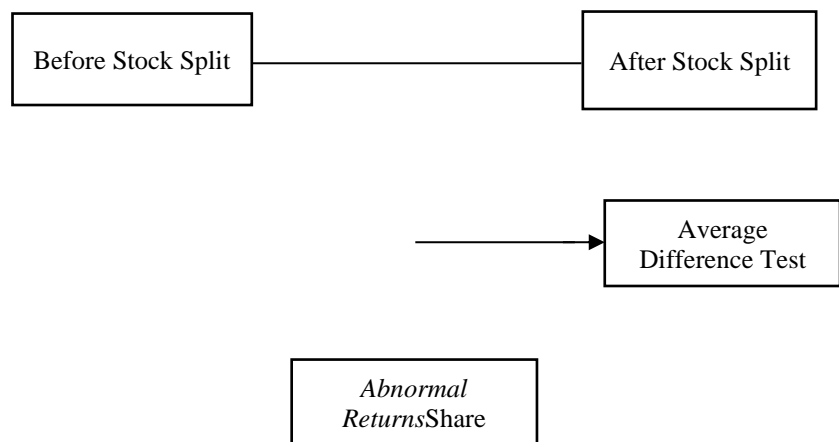 Before Stock Split
After Stock Split
Average
Difference Test
Abnormal
ReturnsShare